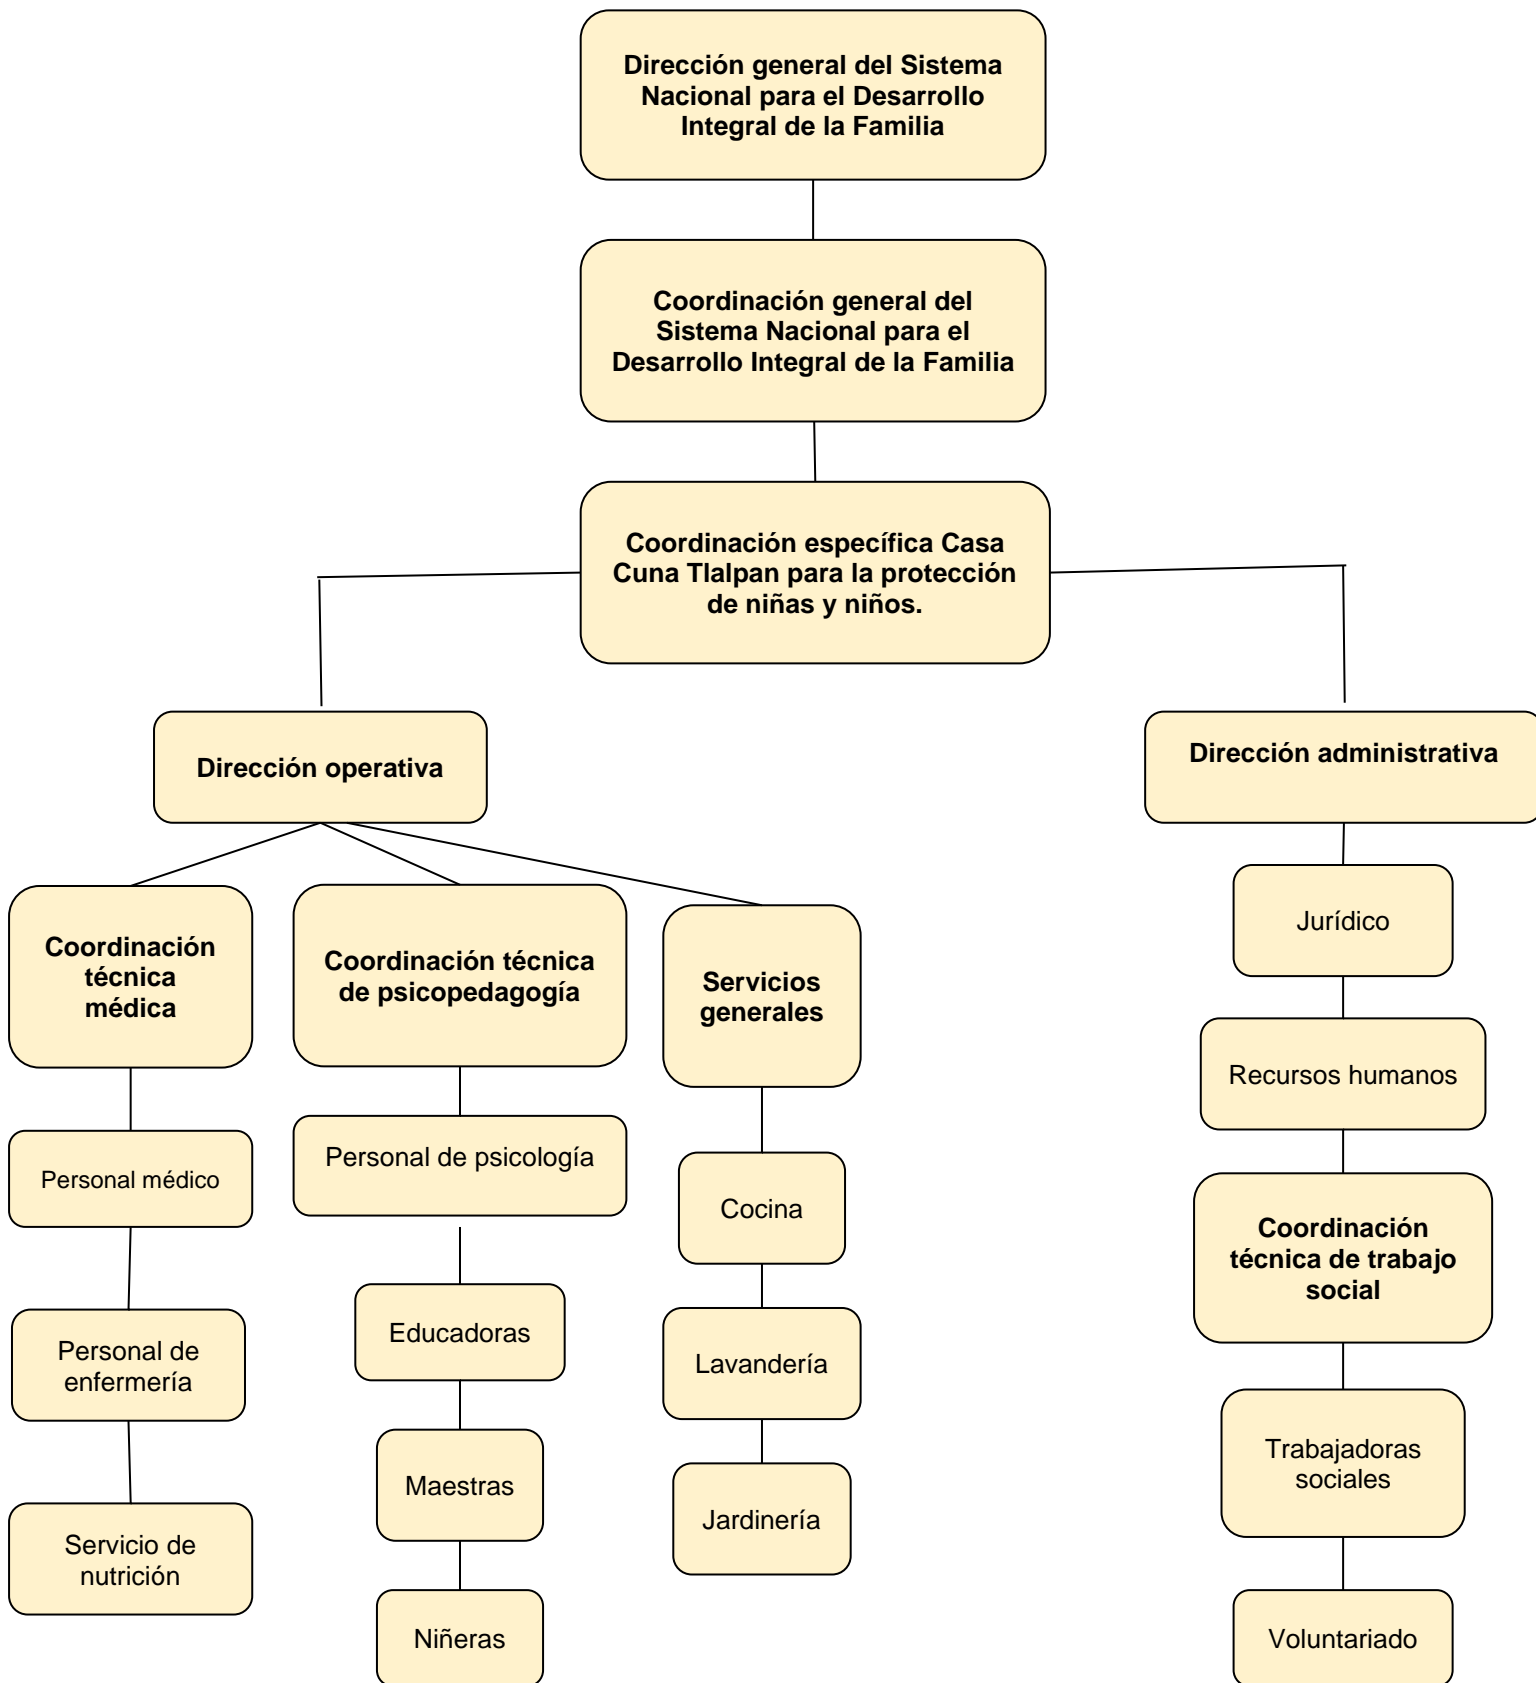 Dirección general del Sistema
Nacional para el Desarrollo
Integral de la Familia
Coordinación general del
Sistema Nacional para el
Desarrollo Integral de la Familia
Coordinación específica Casa
Cuna Tlalpan para la protección
de niñas y niños.
Dirección operativa
Dirección administrativa
Coordinación
técnica
médica
Coordinación técnica
de psicopedagogía
Servicios
generales
Jurídico
Recursos humanos
Personal médico
Personal de psicología
Cocina
Coordinación
técnica de trabajo
social
Personal de
enfermería
Educadoras
Lavandería
Trabajadoras
sociales
Maestras
Jardinería
Servicio de
nutrición
Niñeras
Voluntariado